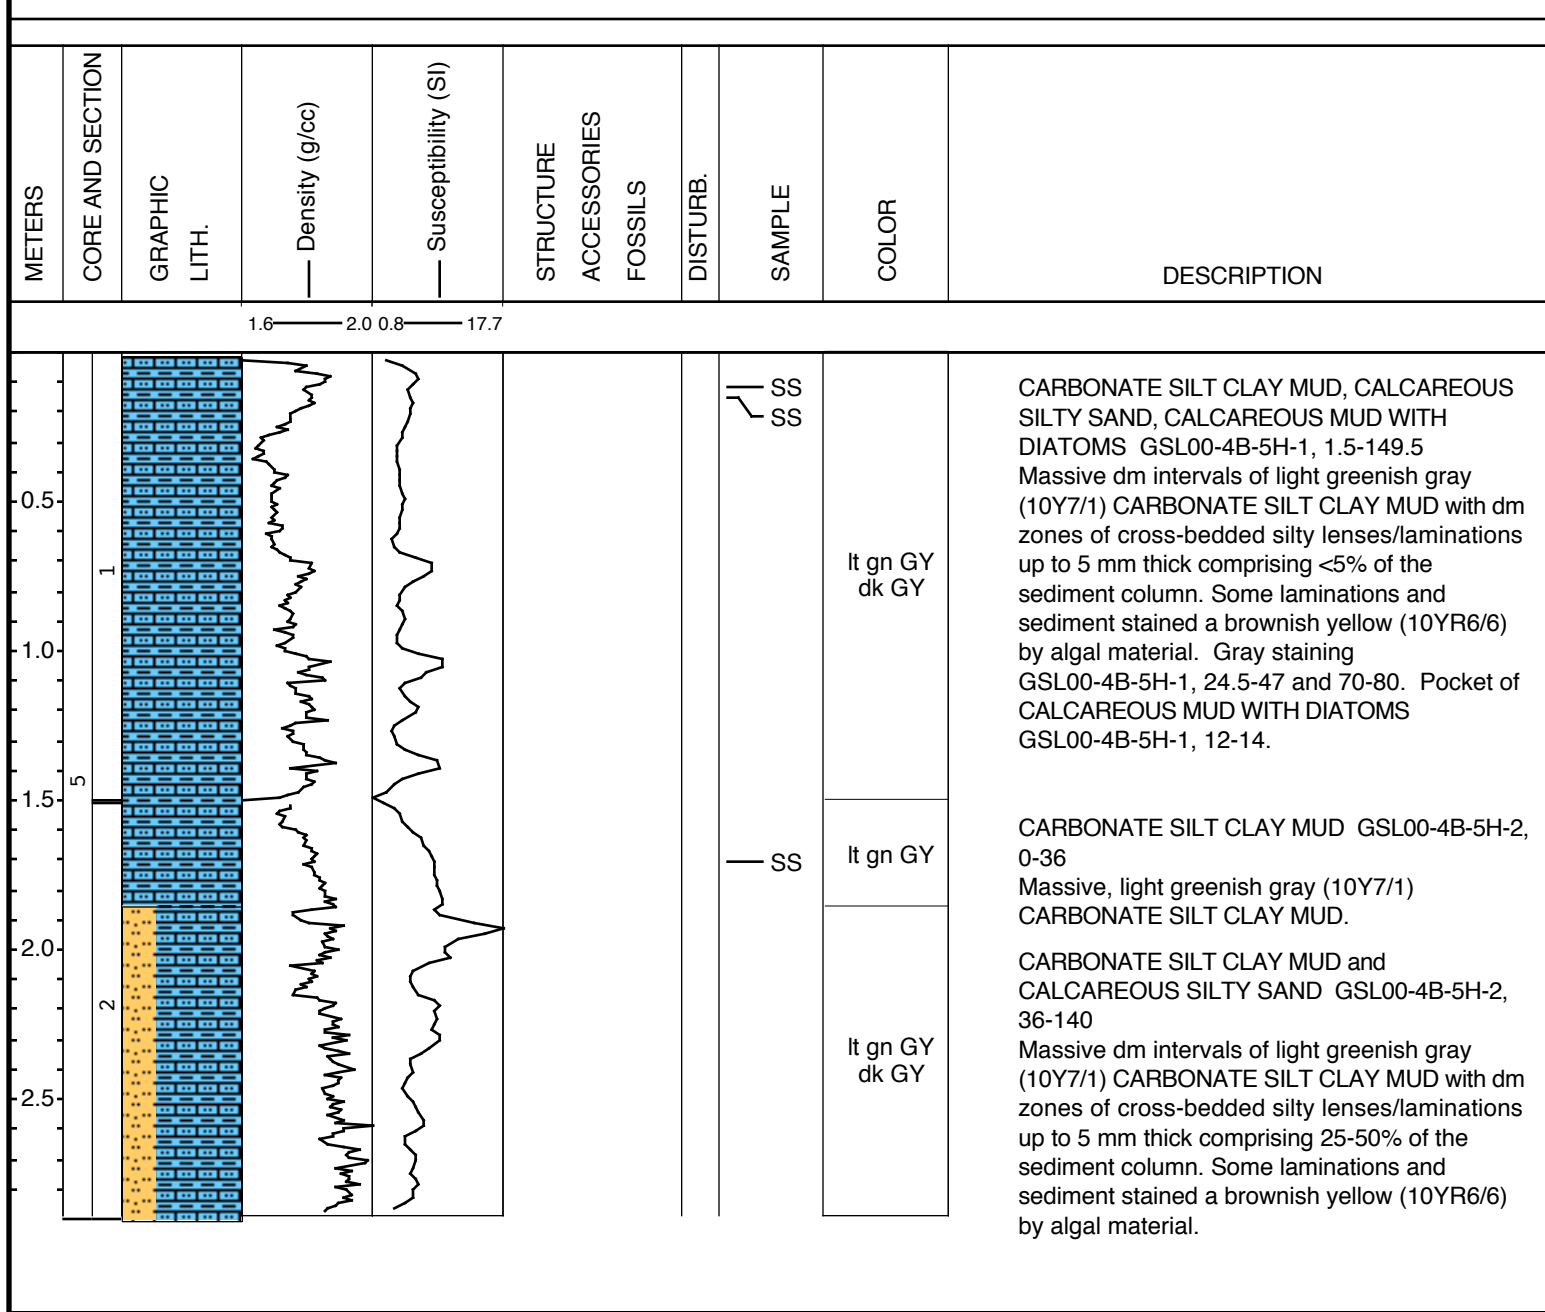 METERS
CORE AND SECTION
GRAPHIC
LITH.
Density (g/cc)
Susceptibility (SI)
STRUCTURE
ACCESSORIES
FOSSILS
DISTURB.
SAMPLE
COLOR
DESCRIPTION
1.6 2.0 0.8 17.7
0.5
1.0
1.5
2.0
2.5
5
1
2
SS
SS
SS
lt gn GY
dk GY
lt gn GY
lt gn GY
dk GY
CARBONATE SILT CLAY MUD, CALCAREOUS
SILTY SAND, CALCAREOUS MUD WITH
DIATOMS GSL00-4B-5H-1, 1.5-149.5
Massive dm intervals of light greenish gray
(10Y7/1) CARBONATE SILT CLAY MUD with dm
zones of cross-bedded silty lenses/laminations
up to 5 mm thick comprising <5% of the
sediment column. Some laminations and
sediment stained a brownish yellow (10YR6/6)
by algal material. Gray staining
GSL00-4B-5H-1, 24.5-47 and 70-80. Pocket of
CALCAREOUS MUD WITH DIATOMS
GSL00-4B-5H-1, 12-14.
CARBONATE SILT CLAY MUD GSL00-4B-5H-2,
0-36
Massive, light greenish gray (10Y7/1)
CARBONATE SILT CLAY MUD.
CARBONATE SILT CLAY MUD and
CALCAREOUS SILTY SAND GSL00-4B-5H-2,
36-140
Massive dm intervals of light greenish gray
(10Y7/1) CARBONATE SILT CLAY MUD with dm
zones of cross-bedded silty lenses/laminations
up to 5 mm thick comprising 25-50% of the
sediment column. Some laminations and
sediment stained a brownish yellow (10YR6/6)
by algal material.